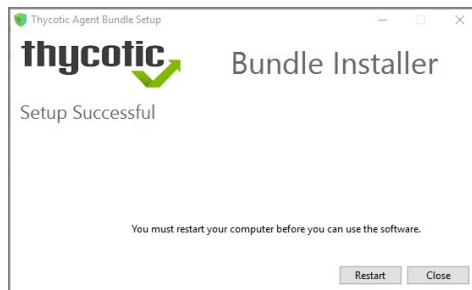 Thycotic Agent Bundle Setup
thycotic
Bundle Installer
Setup Successful
You must restart your computer before you can use the software.
Restart
Close